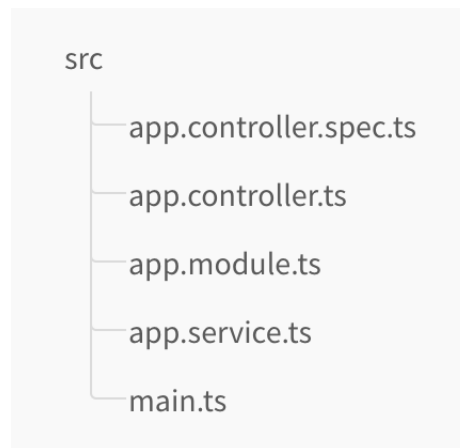 src
app.controller.spec.ts
app.controller.ts
app.module.ts
app.service.ts
main.ts